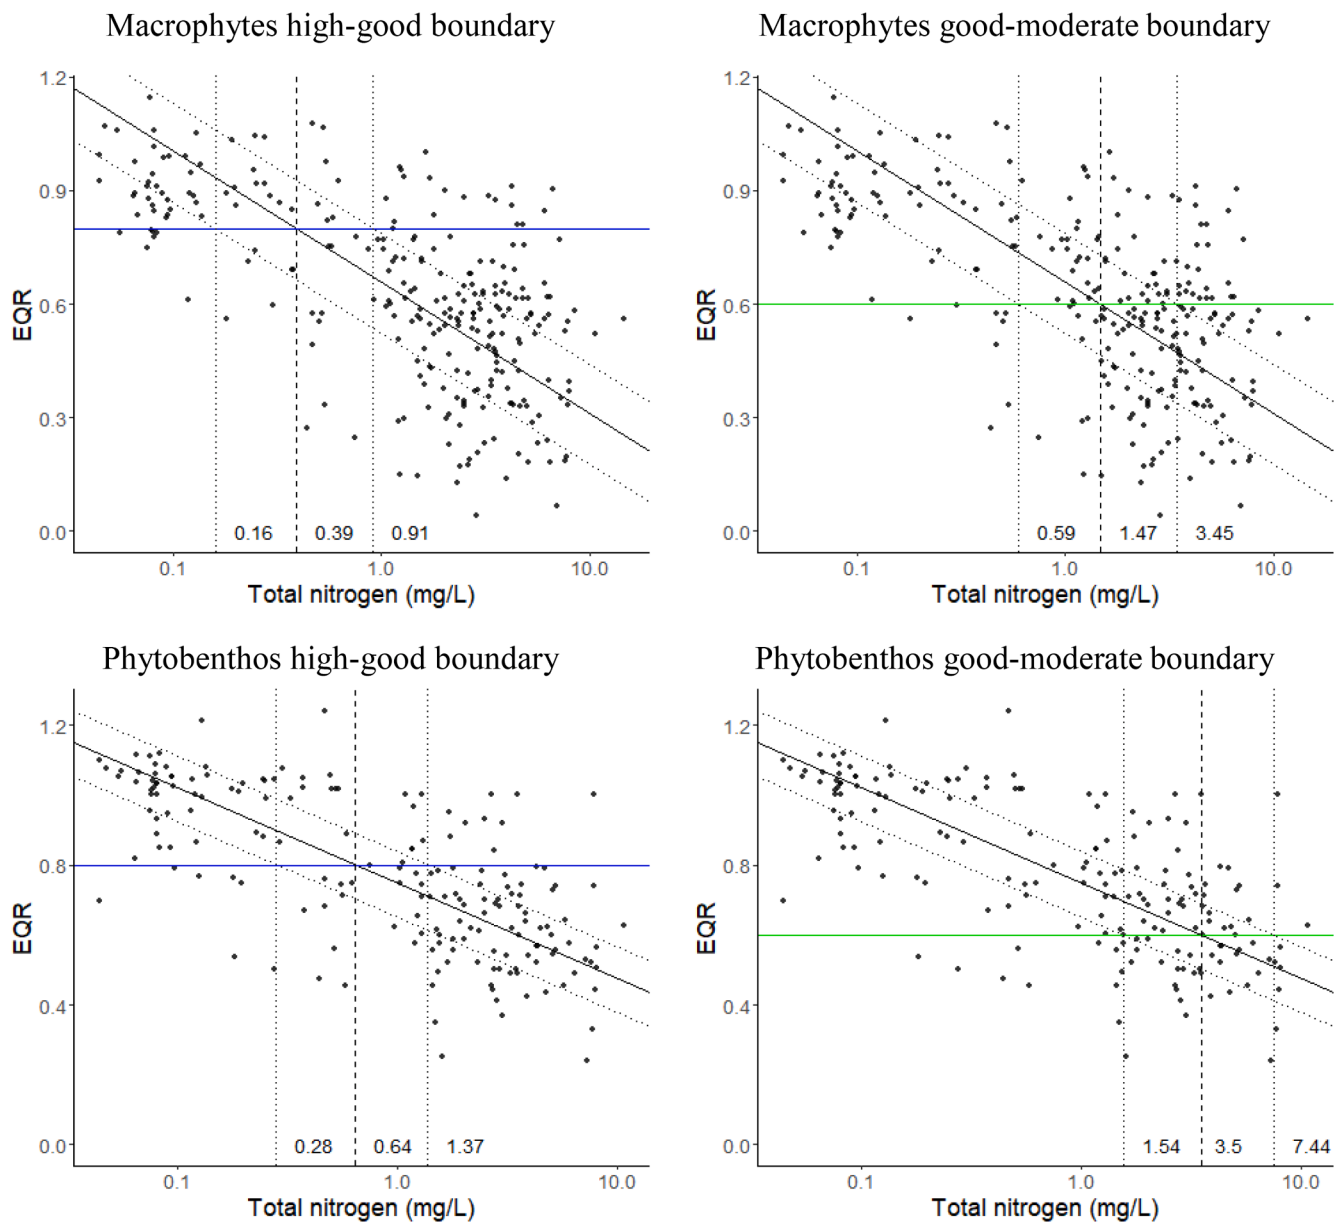 Macrophytes high-good boundary
1.2
0.9
0.6
0.3
0.0
EQR
0.16 0.39 0.91
0.1 1.0 10.0
Total nitrogen (mg/L)
Macrophytes good-moderate boundary
1.2
0.9
0.6
0.3
0.0
EQR
0.59 1.47 3.45
0.1 1.0 10.0
Total nitrogen (mg/L)
Phytobenthos high-good boundary
1.2
0.8
0.4
0.0
EQR
0.28 0.64 1.37
0.1 1.0 10.0
Total nitrogen (mg/L)
Phytobenthos good-moderate boundary
1.2
0.8
0.4
0.0
EQR
1.54 3.5 7.44
0.1 1.0 10.0
Total nitrogen (mg/L)